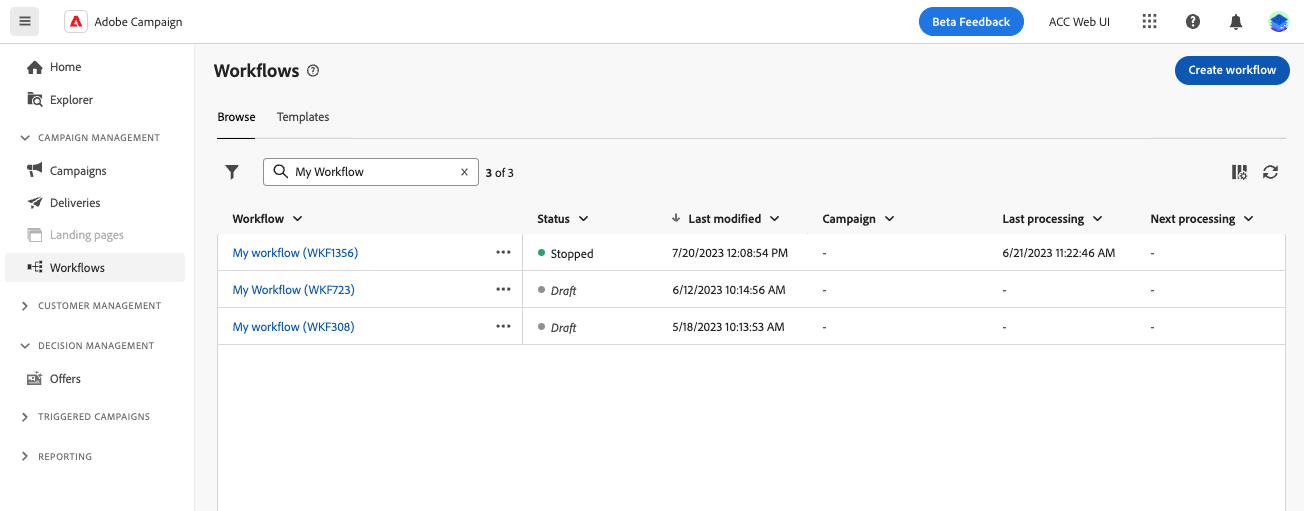 Adobe Campaign Beta Feedback ACC Web UI
Home
Explorer
CAMPAIGN MANAGEMENT
Campaigns
Deliveries
Landing pages
Workflows
CUSTOMER MANAGEMENT
DECISION MANAGEMENT
Offers
TRIGGERED CAMPAIGNS
REPORTING
Workflows Create workflow
Browse Templates
My Workflow 3 of 3
Workflow Status Last modified Campaign Last processing Next processing
My workflow (WKF1356) ••• Stopped 7/20/2023 12:08:54 PM - 6/21/2023 11:22:46 AM -
My Workflow (WKF723) ••• Draft 6/12/2023 10:14:56 AM - - -
My workflow (WKF308) ••• Draft 5/18/2023 10:13:53 AM - - -